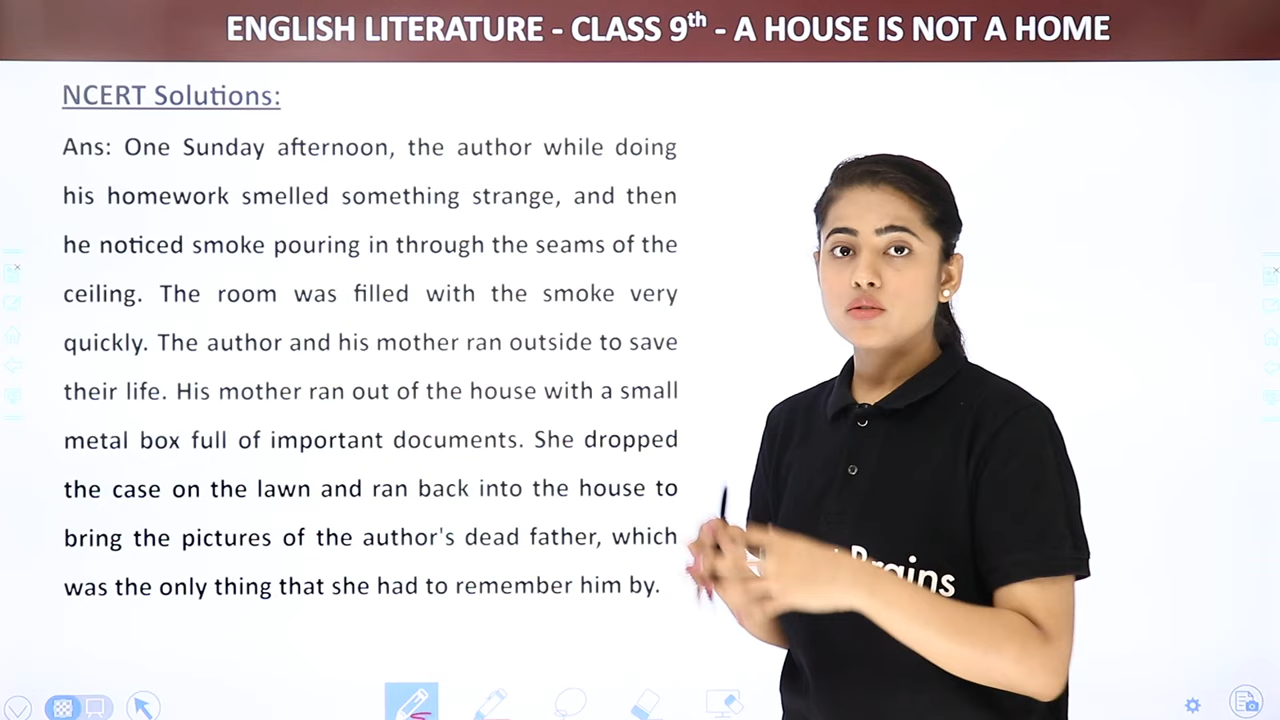 ENGLISH LITERATURE - CLASS 9th - A HOUSE IS NOT A HOME
NCERT Solutions:
Ans: One Sunday afternoon, the author while doing
his homework smelled something strange, and then
he noticed smoke pouring in through the seams of the
ceiling. The room was filled with the smoke very
quickly. The author and his mother ran outside to save
their life. His mother ran out of the house with a small
metal box full of important documents. She dropped
the case on the lawn and ran back into the house to
bring the pictures of the author's dead father, which
was the only thing that she had to remember him by.